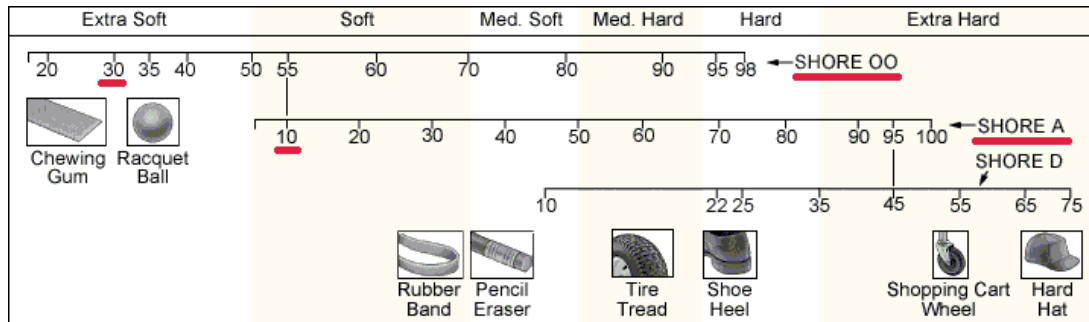 Extra Soft Soft Med. Soft Med. Hard Hard Extra Hard
20 30 35 40 50 55 60 70 80 90 95 98 SHORE OO
10 20 30 40 50 60 70 80 90 95 100 SHORE A
Chewing Gum
Racquet Ball
SHORE D
10 22 25 35 45 55 65 75
Rubber Band
Pencil Eraser
Tire Tread
Shoe Heel
Shopping Cart Wheel
Hard Hat